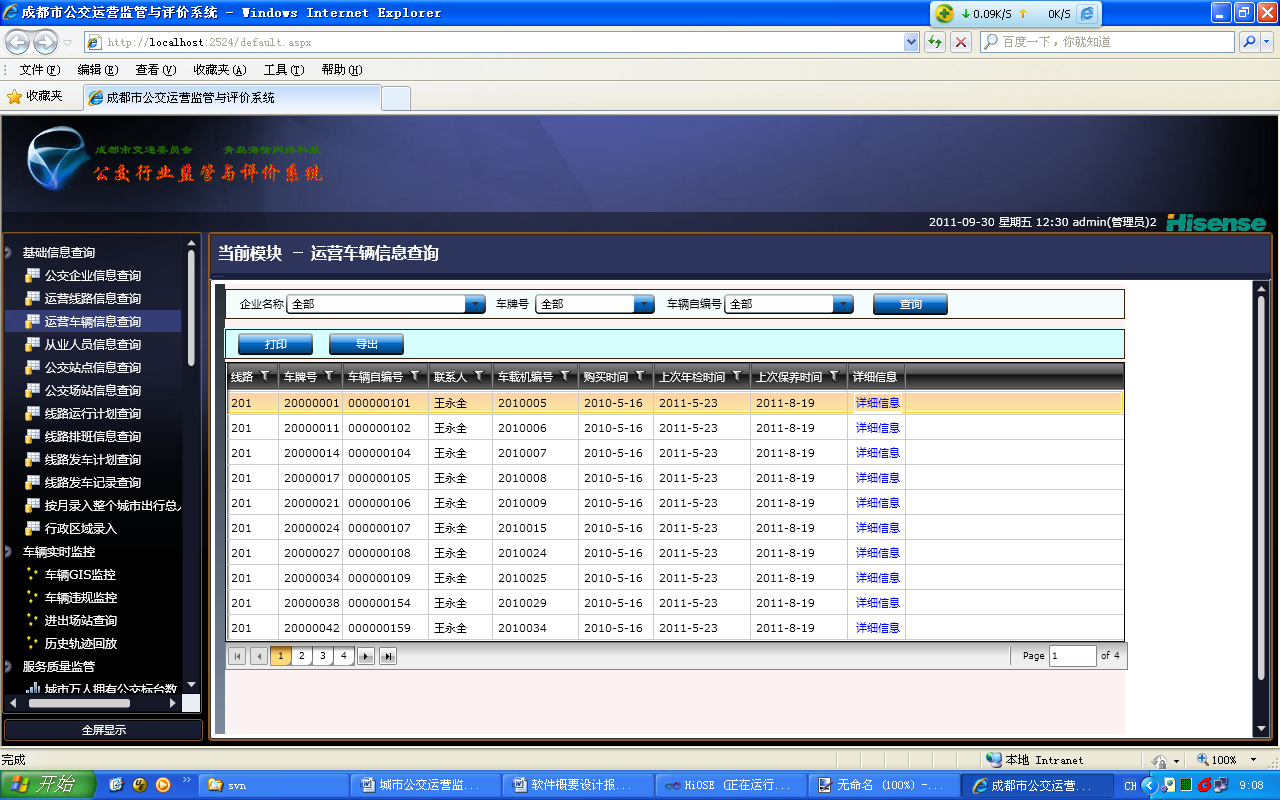 成都市公交运营监管与评价系统 - Windows Internet Explorer
0.09K/S 0K/S
http://localhost:2524/default.aspx
百度一下，你就知道
文件(F) 编辑(E) 查看(V) 收藏夹(A) 工具(T) 帮助(H)
收藏夹 成都市公交运营监管与评价系统
成都市交通委员会 青岛海信网络科技
公交行业监管与评价系统
2011-09-30 星期五 12:30 admin(管理员)2 Hisense
基础信息查询
公交企业信息查询
运营线路信息查询
运营车辆信息查询
从业人员信息查询
公交站点信息查询
公交场站信息查询
线路运行计划查询
线路排班信息查询
线路发车计划查询
线路发车记录查询
按月录入整个城市出行总
行政区域录入
车辆实时监控
车辆GIS监控
车辆违规监控
进出场站查询
历史轨迹回放
服务质量监管
城市万人拥有公交标台数
全屏显示
当前模块 － 运营车辆信息查询
企业名称 全部 车牌号 全部 车辆自编号 全部 查询
打印 导出
线路 车牌号 车辆自编号 联系人 车载机编号 购买时间 上次年检时间 上次保养时间 详细信息
201 20000001 000000101 王永全 2010005 2010-5-16 2011-5-23 2011-8-19 详细信息
201 20000011 000000102 王永全 2010006 2010-5-16 2011-5-23 2011-8-19 详细信息
201 20000014 000000104 王永全 2010007 2010-5-16 2011-5-23 2011-8-19 详细信息
201 20000017 000000105 王永全 2010008 2010-5-16 2011-5-23 2011-8-19 详细信息
201 20000021 000000106 王永全 2010009 2010-5-16 2011-5-23 2011-8-19 详细信息
201 20000024 000000107 王永全 2010015 2010-5-16 2011-5-23 2011-8-19 详细信息
201 20000027 000000108 王永全 2010024 2010-5-16 2011-5-23 2011-8-19 详细信息
201 20000034 000000109 王永全 2010025 2010-5-16 2011-5-23 2011-8-19 详细信息
201 20000038 000000154 王永全 2010029 2010-5-16 2011-5-23 2011-8-19 详细信息
201 20000042 000000159 王永全 2010034 2010-5-16 2011-5-23 2011-8-19 详细信息
1 2 3 4 Page 1 of 4
完成 本地 Intranet 100%
开始 svn 城市公交运营监... 软件概要设计报... HiOSE (正在运行... 无命名 (100%) -... 成都市公交运营... CH 9:08